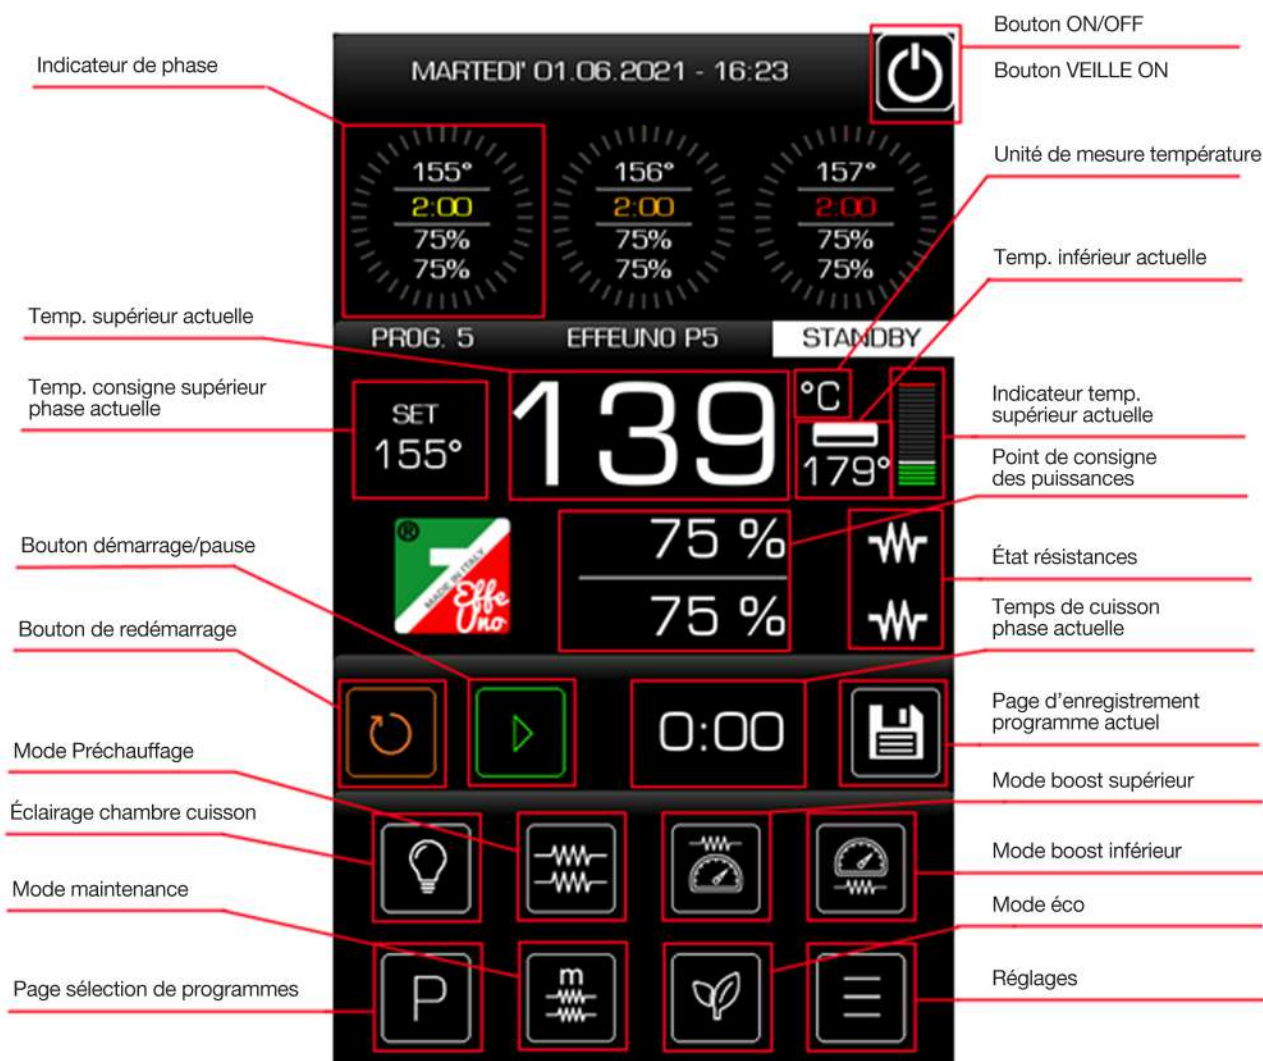 Bouton ON/OFF
Bouton VEILLE ON
Indicateur de phase
MARTEDI' 01.06.2021 - 16:23
Unité de mesure température
155°
2:00
75%
75%
156°
2:00
75%
75%
157°
2:00
75%
75%
Temp. inférieur actuelle
Temp. supérieur actuelle
PROG. 5
EFFEUNO P5
STANDBY
Temp. consigne supérieur
phase actuelle
SET
155°
139
°C
179°
Indicateur temp.
supérieur actuelle
Point de consigne
des puissances
75 %
75 %
®
MADE IN ITALY
Effe
Uno
Bouton démarrage/pause
État résistances
Bouton de redémarrage
Temps de cuisson
phase actuelle
0:00
Page d'enregistrement
programme actuel
Mode Préchauffage
Mode boost supérieur
Éclairage chambre cuisson
Mode boost inférieur
Mode maintenance
Mode éco
P
m
Page sélection de programmes
Réglages